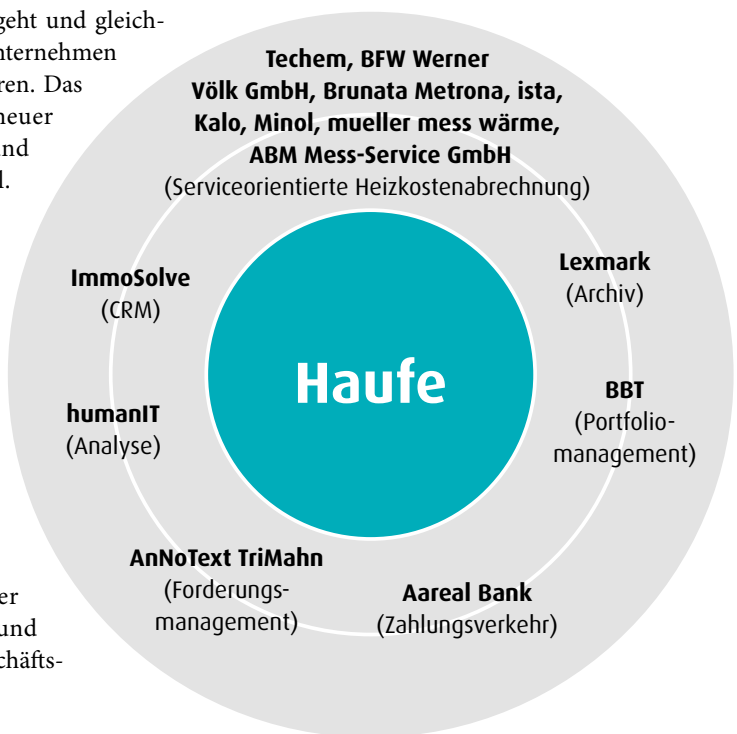 geht und gleich-
nternehmen
ren. Das
neuer
und
l.
Techem, BFW Werner
Völk GmbH, Brunata Metrona, ista,
Kalo, Minol, mueller mess wärme,
ABM Mess-Service GmbH
(Serviceorientierte Heizkostenabrechnung)
ImmoSolve
(CRM)
Lexmark
(Archiv)
Haufe
humanIT
(Analyse)
BBT
(Portfolio-
management)
AnNoText TriMahn
(Forderungs-
management)
Aareal Bank
(Zahlungsverkehr)
er
und
chäfts-